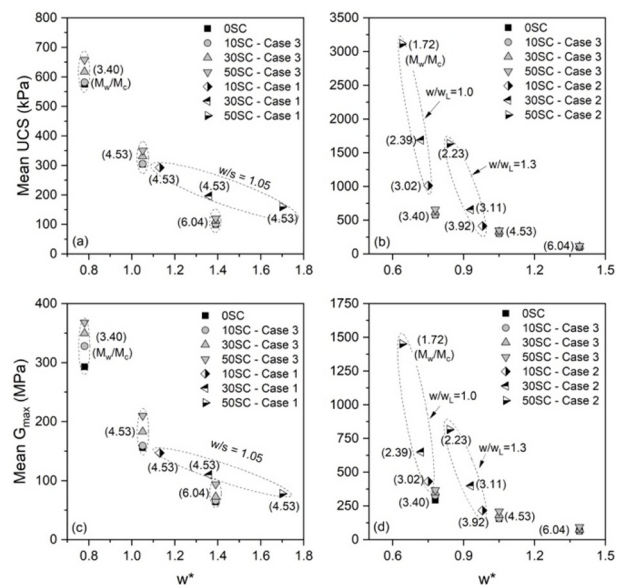 800
700
600
500
400
300
200
100
0
Mean UCS (kPa)
0.8
1.0
1.2
1.4
1.6
1.8
0SC
10SC - Case 3
30SC - Case 3
50SC - Case 3
10SC - Case 1
30SC - Case 1
50SC - Case 1
(3.40)
(Mw/Mc)
(4.53)
w/s = 1.05
(4.53)
(4.53)
(4.53)
(6.04)
(a)
3500
3000
2500
2000
1500
1000
500
0
0.6
0.9
1.2
1.5
0SC
10SC - Case 3
30SC - Case 3
50SC - Case 3
10SC - Case 2
30SC - Case 2
50SC - Case 2
(1.72)
(Mw/Mc)
w/wL=1.0
(2.39)
(2.23)
w/wL=1.3
(3.02)
(3.11)
(3.40)
(3.92)
(4.53)
(6.04)
(b)
400
300
200
100
0
Mean Gmax (MPa)
0.8
1.0
1.2
1.4
1.6
1.8
w*
0SC
10SC - Case 3
30SC - Case 3
50SC - Case 3
10SC - Case 1
30SC - Case 1
50SC - Case 1
(3.40)
(Mw/Mc)
(4.53)
w/s = 1.05
(4.53)
(4.53)
(6.04)
(4.53)
(c)
1750
1500
1250
1000
750
500
250
0
0.6
0.9
1.2
1.5
w*
0SC
10SC - Case 3
30SC - Case 3
50SC - Case 3
10SC - Case 2
30SC - Case 2
50SC - Case 2
(1.72)
(Mw/Mc)
w/wL=1.0
(2.23)
w/wL=1.3
(2.39)
(3.02)
(3.11)
(3.40)
(3.92)
(4.53)
(6.04)
(d)